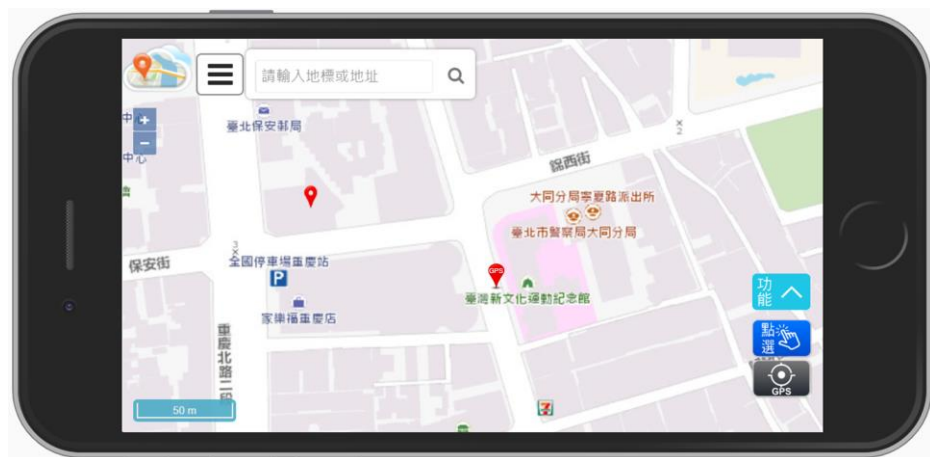 請輸入地標或地址
中
+
-
中心
臺北保安郵局
錦西街
大同分局寧夏路派出所
臺北市警察局大同分局
保安街
全國停車場重慶站
P
家樂福重慶店
GPS
臺灣新文化運動紀念館
重慶北路二段
50 m
7
功能
點選
GPS